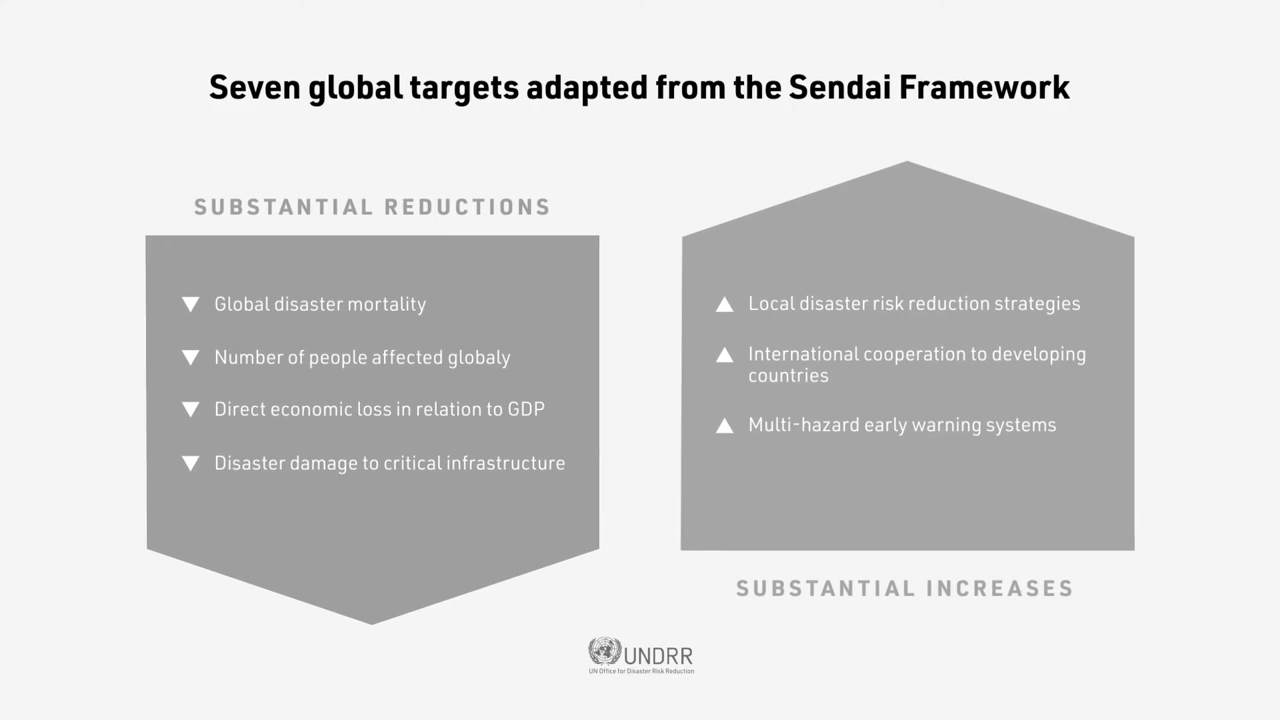 Seven global targets adapted from the Sendai Framework
SUBSTANTIAL REDUCTIONS
Global disaster mortality
Number of people affected globaly
Direct economic loss in relation to GDP
Disaster damage to critical infrastructure
Local disaster risk reduction strategies
International cooperation to developing
countries
Multi-hazard early warning systems
SUBSTANTIAL INCREASES
UNDRR
UN Office for Disaster Risk Reduction